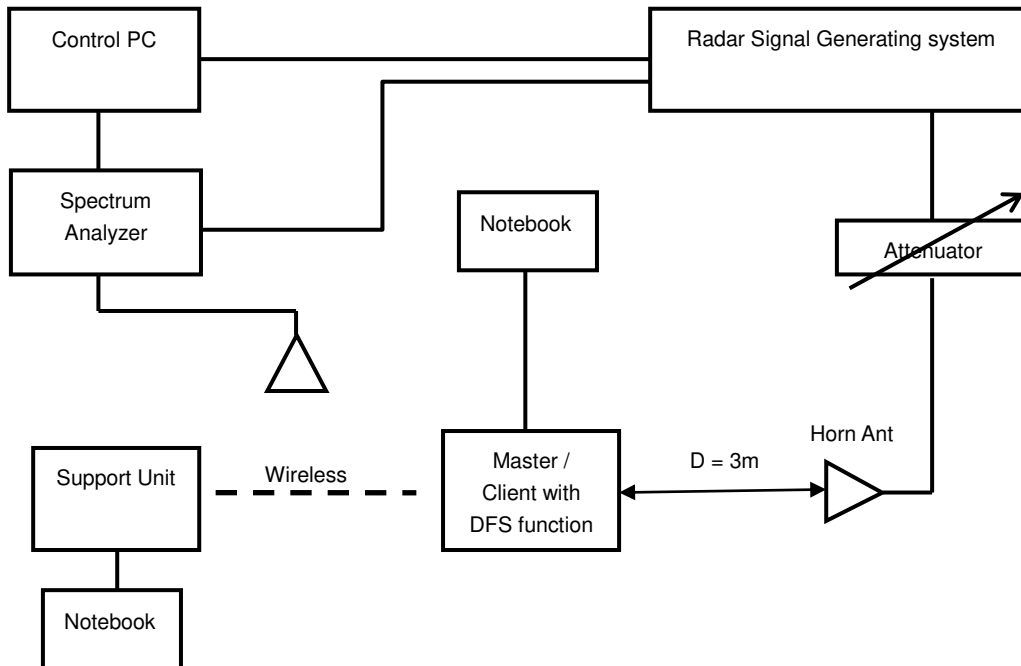 Control PC
Radar Signal Generating system
Spectrum
Analyzer
Notebook
Attenuator
Horn Ant
Support Unit
Wireless
Master /
Client with
DFS function
D = 3m
Notebook